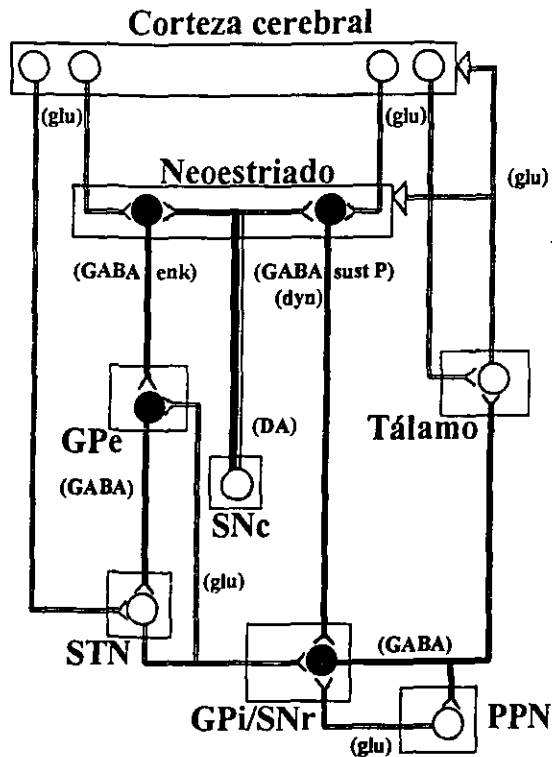 Corteza cerebral
(glu)
(glu)
Neoestriado
(glu)
(GABA enk)
(GABA sust P)
(dyn)
GPe
(DA)
Tálamo
(GABA)
SNc
(glu)
STN
(GABA)
GPi/SNr
PPN
(glu)